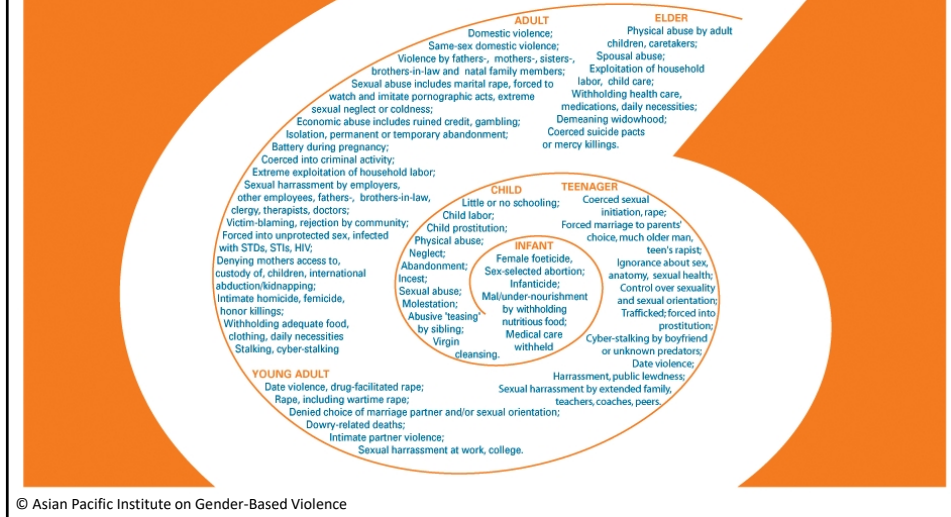 ADULT
Domestic violence;
Same-sex domestic violence;
Violence by fathers-, mothers-, sisters-,
brothers-in-law and natal family members;
Sexual abuse includes marital rape, forced to
watch and imitate pornographic acts, extreme
sexual neglect or coldness;
Economic abuse includes ruined credit, gambling;
Isolation, permanent or temporary abandonment;
Battery during pregnancy;
Coerced into criminal activity;
Extreme exploitation of household labor;
Sexual harassment by employers,
other employees, fathers-, brothers-in-law,
clergy, therapists, doctors;
Victim-blaming, rejection by community;
Forced into unprotected sex, infected
with STDs, STIs, HIV;
Denying mothers access to,
custody of, children, international
abduction/kidnapping;
Intimate homicide, femicide,
honor killings;
Withholding adequate food,
clothing, daily necessities
Stalking, cyber-stalking
ELDER
Physical abuse by adult
children, caretakers;
Spousal abuse;
Exploitation of household
labor, child care;
Withholding health care,
medications, daily necessities;
Demeaning widowhood;
Coerced suicide pacts
or mercy killings.
CHILD
Little or no schooling;
Child labor;
Child prostitution;
Physical abuse;
Neglect;
Abandonment;
Incest;
Sexual abuse;
Molestation;
Abusive 'teasing'
by sibling;
Virgin
cleansing.
INFANT
Female foeticide,
Sex-selected abortion;
Infanticide;
Mal/under-nourishment
by withholding
nutritious food;
Medical care
withheld
TEENAGER
Coerced sexual
initiation, rape;
Forced marriage to parents'
choice, much older man,
teen's rapist;
Ignorance about sex,
anatomy, sexual health;
Control over sexuality
and sexual orientation;
Trafficked; forced into
prostitution;
Cyber-stalking by boyfriend
or unknown predators;
Date violence;
Harassment, public lewdness;
Sexual harassment by extended family,
teachers, coaches, peers.
YOUNG ADULT
Date violence, drug-facilitated rape;
Rape, including wartime rape;
Denied choice of marriage partner and/or sexual orientation;
Dowry-related deaths;
Intimate partner violence;
Sexual harrassment at work, college.
© Asian Pacific Institute on Gender-Based Violence